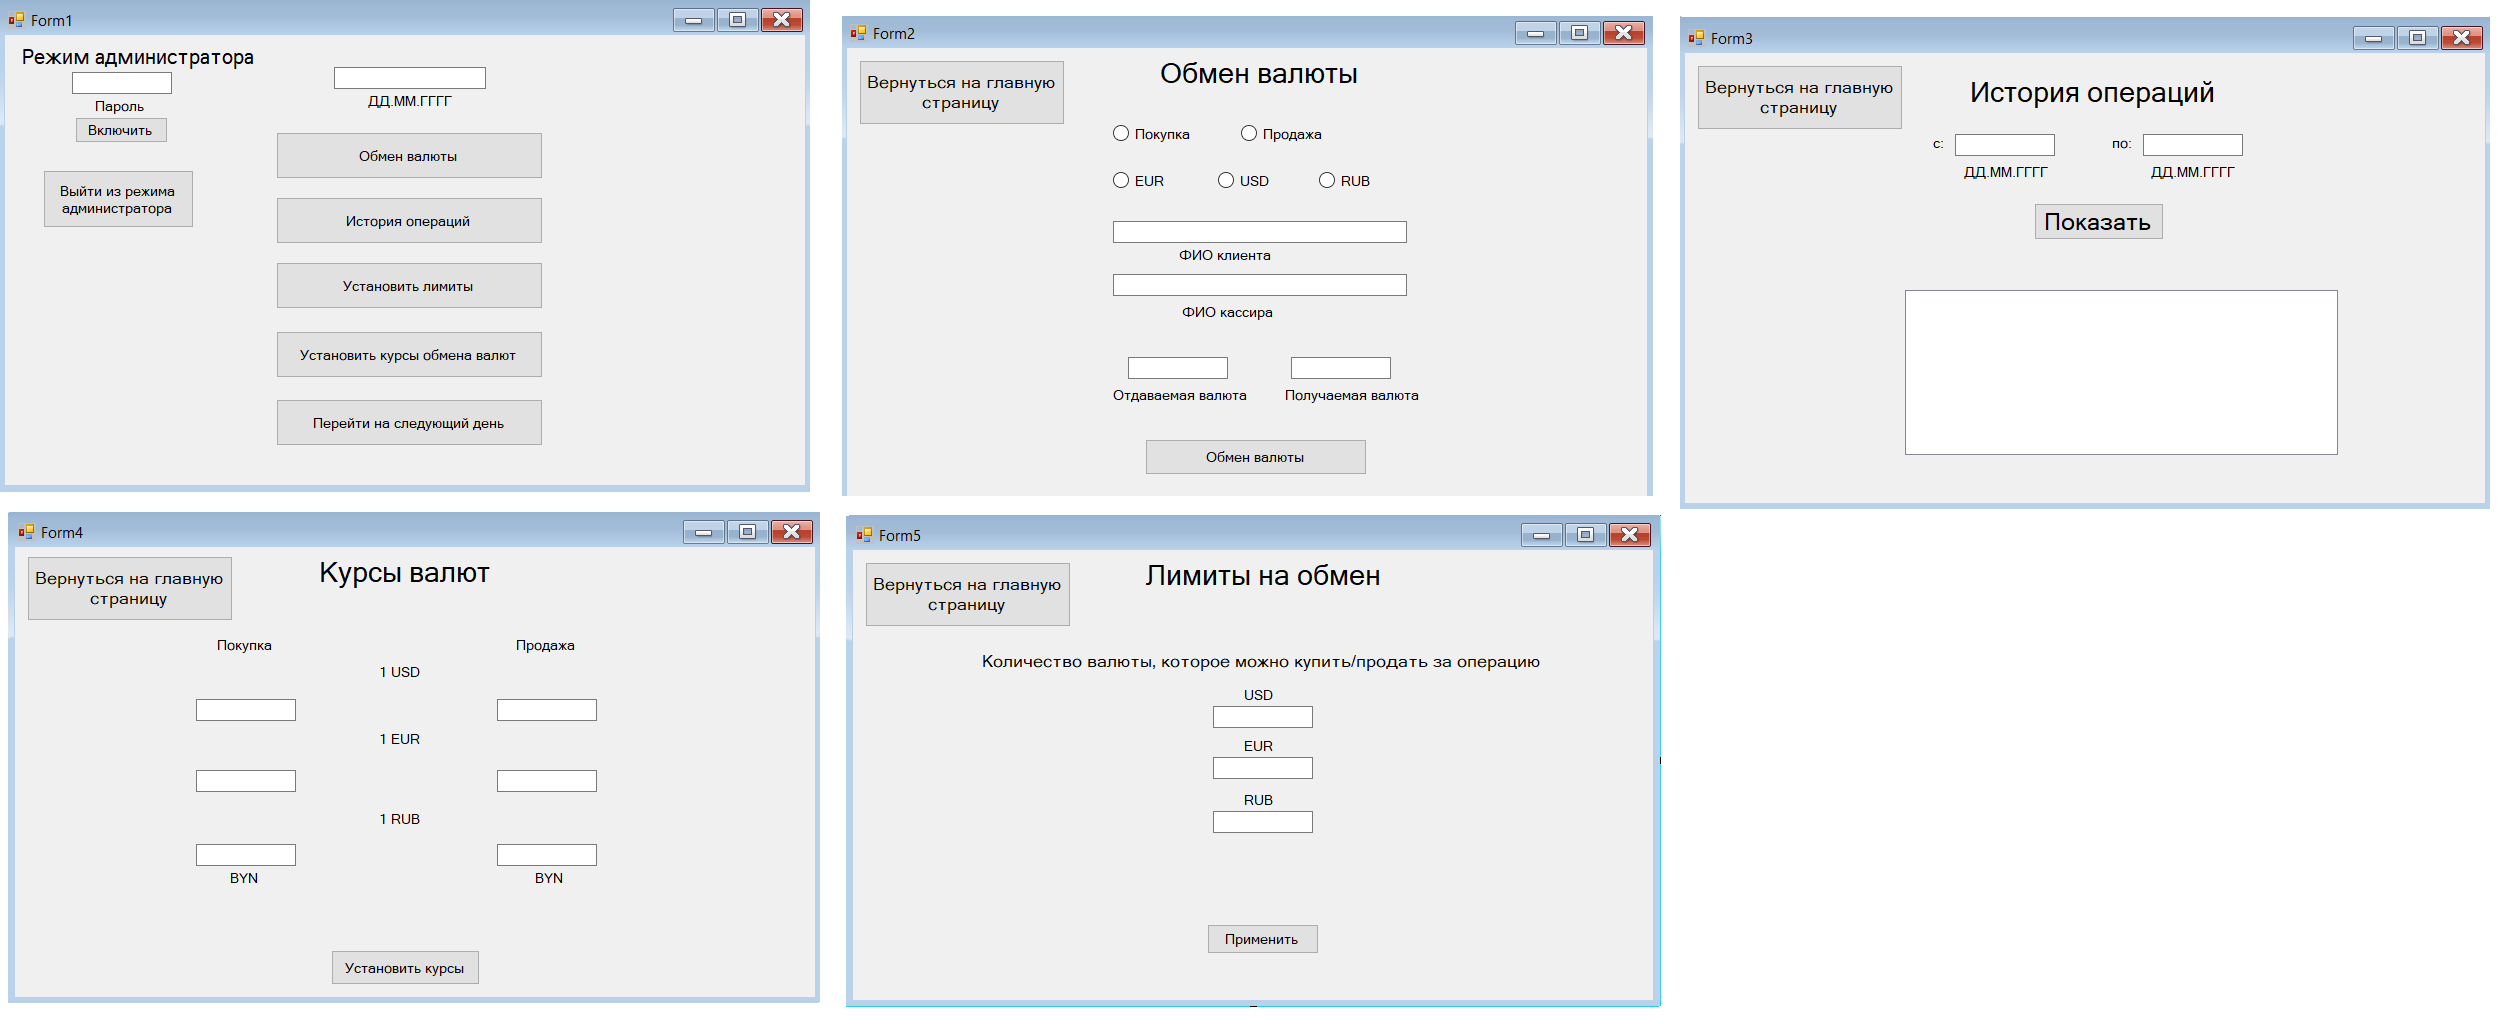 Form1
Режим администратора
Пароль
Включить
Выйти из режима
администратора
ДД.ММ.ГГГГ
Обмен валюты
История операций
Установить лимиты
Установить курсы обмена валют
Перейти на следующий день
Form2
Вернуться на главную
страницу
Обмен валюты
Покупка Продажа
EUR USD RUB
ФИО клиента
ФИО кассира
Отдаваемая валюта Получаемая валюта
Обмен валюты
Form3
Вернуться на главную
страницу
История операций
с: по:
ДД.ММ.ГГГГ ДД.ММ.ГГГГ
Показать
Form4
Вернуться на главную
страницу
Курсы валют
Покупка Продажа
1 USD
1 EUR
1 RUB
BYN BYN
Установить курсы
Form5
Вернуться на главную
страницу
Лимиты на обмен
Количество валюты, которое можно купить/продать за операцию
USD
EUR
RUB
Применить